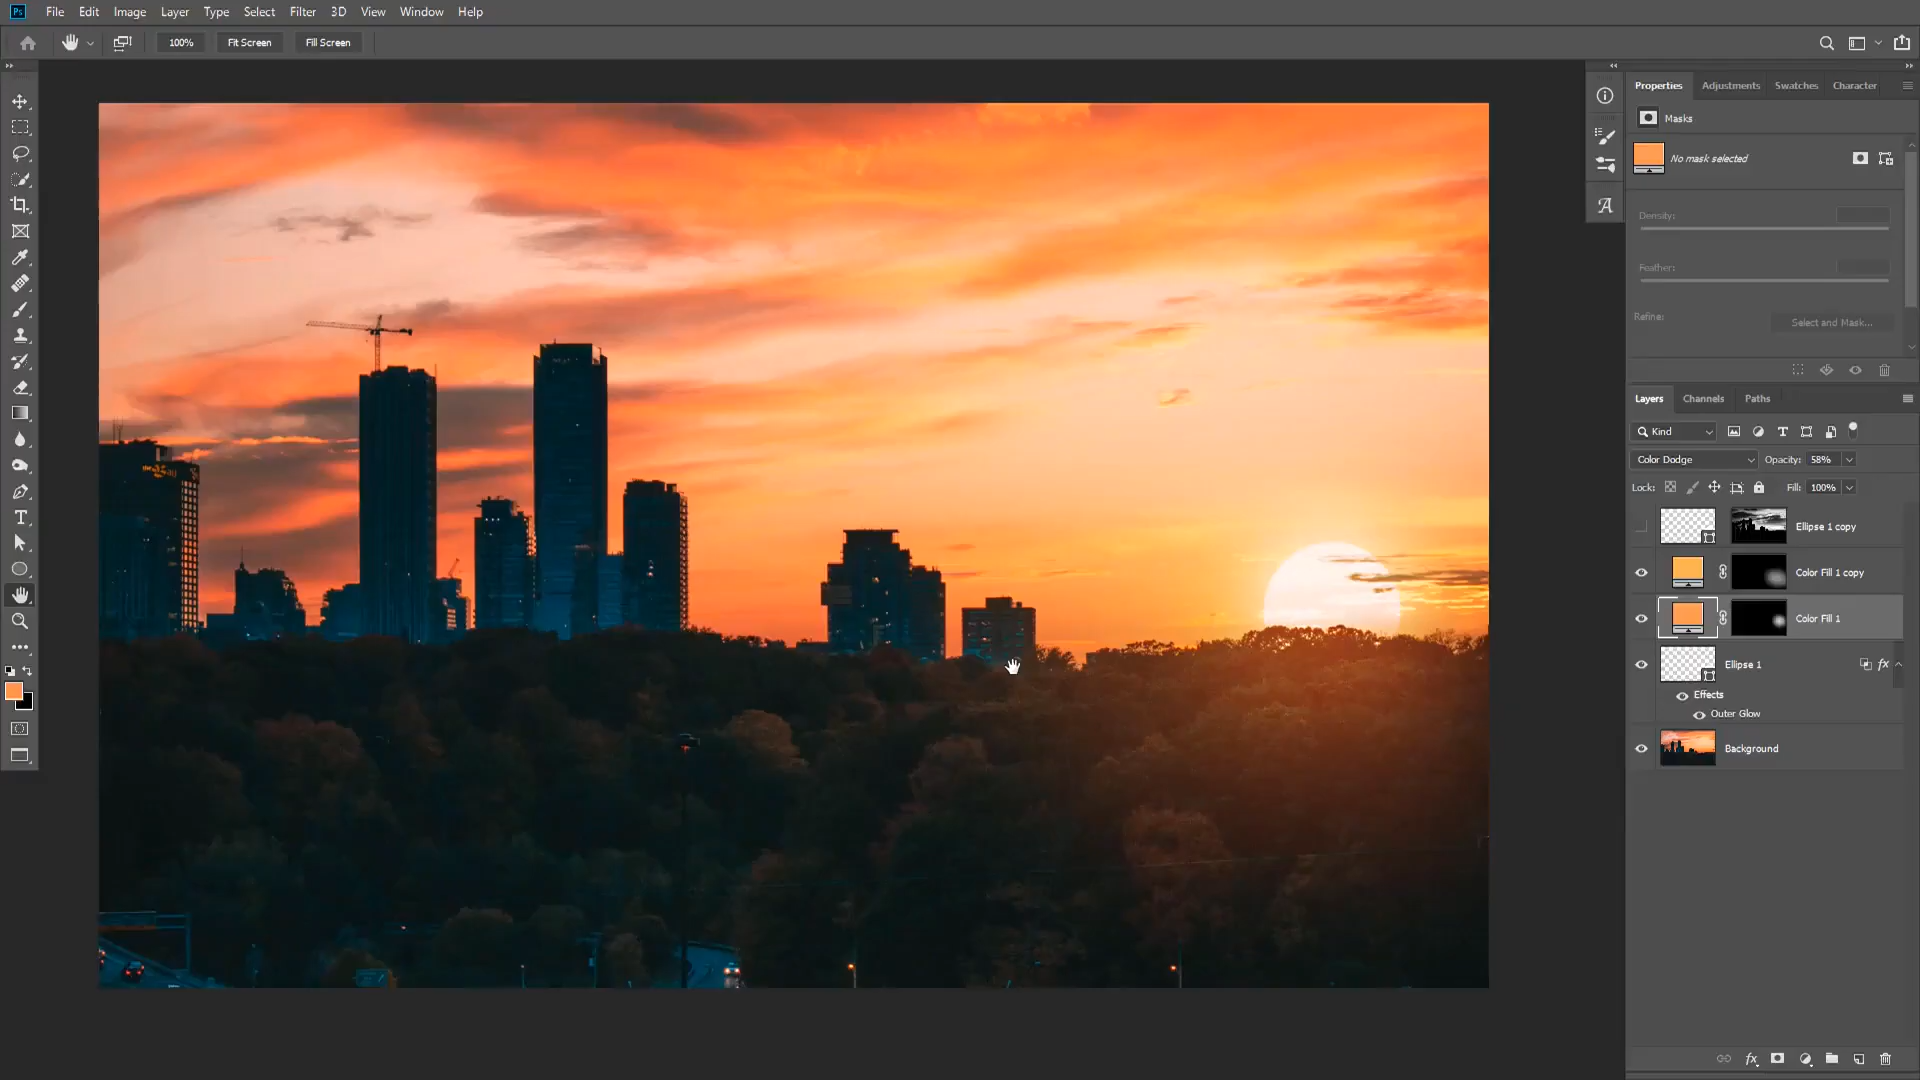 Ps File Edit Image Layer Type Select Filter 3D View Window Help
100% Fit Screen Fill Screen
Properties Adjustments Swatches Character
Masks
No mask selected
Density:
Feather:
Refine: Select and Mask...
Layers Channels Paths
Kind
Color Dodge Opacity: 58%
Lock: Fill: 100%
Ellipse 1 copy
Color Fill 1 copy
Color Fill 1
Ellipse 1 fx
Effects
Outer Glow
Background
fx